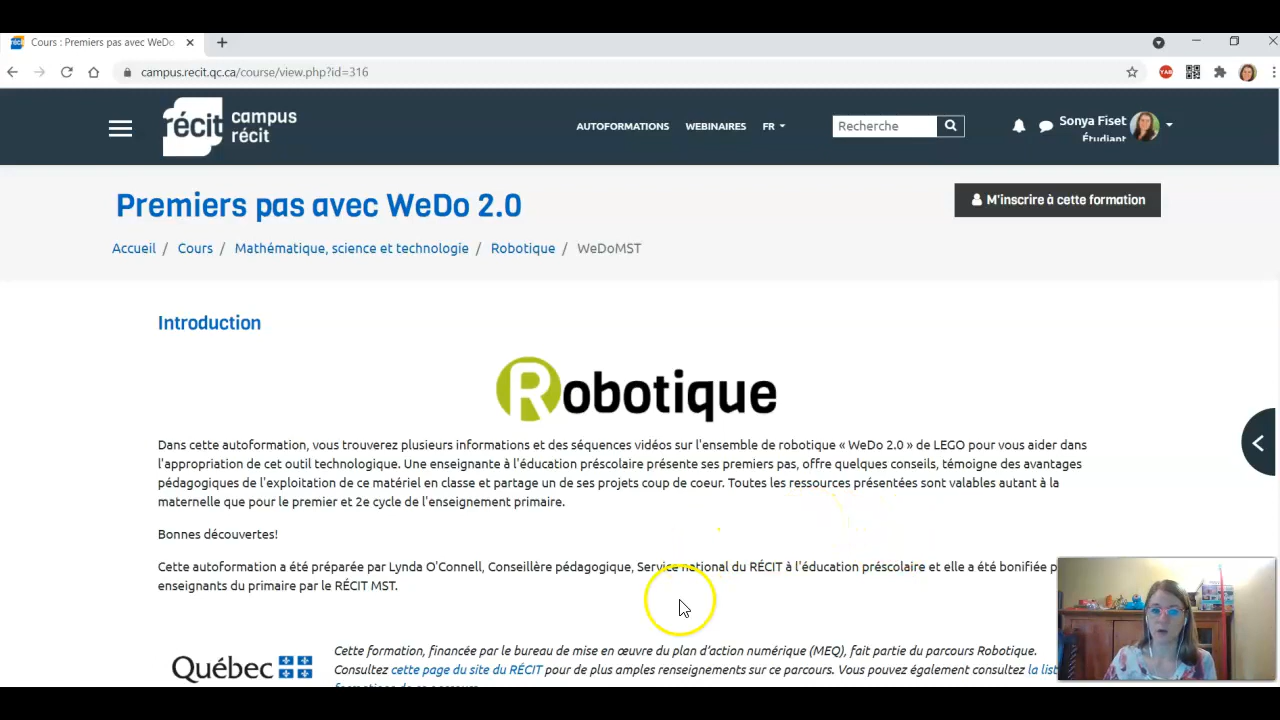 Cours : Premiers pas avec WeDo
campus.recit.qc.ca/course/view.php?id=316
récit campus récit
AUTOFORMATIONS WEBINAIRES FR
Recherche
Sonya Fiset
Étudiant
Premiers pas avec WeDo 2.0
M'inscrire à cette formation
Accueil / Cours / Mathématique, science et technologie / Robotique / WeDoMST
Introduction
Robotique
Dans cette autoformation, vous trouverez plusieurs informations et des séquences vidéos sur l'ensemble de robotique « WeDo 2.0 » de LEGO pour vous aider dans
l'appropriation de cet outil technologique. Une enseignante à l'éducation préscolaire présente ses premiers pas, offre quelques conseils, témoigne des avantages
pédagogiques de l'exploitation de ce matériel en classe et partage un de ses projets coup de coeur. Toutes les ressources présentées sont valables autant à la
maternelle que pour le premier et 2e cycle de l'enseignement primaire.
Bonnes découvertes!
Cette autoformation a été préparée par Lynda O'Connell, Conseillère pédagogique, Service national du RÉCIT à l'éducation préscolaire et elle a été bonifiée
enseignants du primaire par le RÉCIT MST.
Québec
Cette formation, financée par le bureau de mise en œuvre du plan d'action numérique (MEQ), fait partie du parcours Robotique.
Consultez cette page du site du RÉCIT pour de plus amples renseignements sur ce parcours. Vous pouvez également consultez la